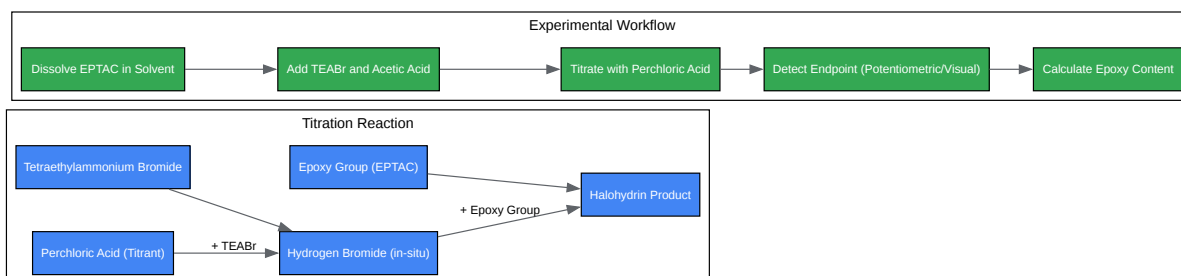 Experimental Workflow
Dissolve EPTAC in Solvent
Add TEABr and Acetic Acid
Titrate with Perchloric Acid
Detect Endpoint (Potentiometric/Visual)
Calculate Epoxy Content
Titration Reaction
Tetraethylammonium Bromide
Epoxy Group (EPTAC)
Halohydrin Product
+ Epoxy Group
Perchloric Acid (Titrant)
+ TEABr
Hydrogen Bromide (in-situ)